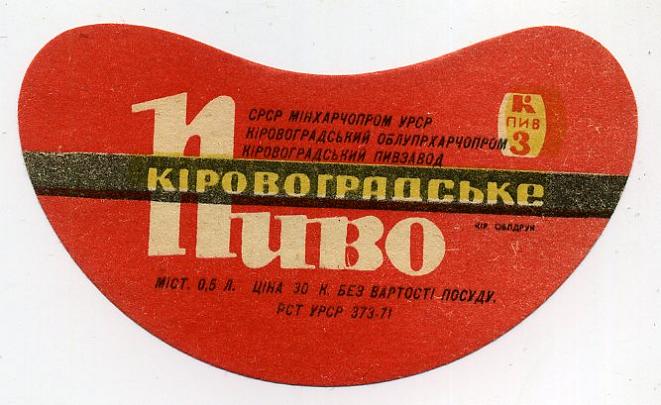 СРСР МІНХАРЧОПРОМ УРСР
КІРОВОГРАДСЬКИЙ ОБЛУПРХАРЧОПРОМ
КІРОВОГРАДСЬКИЙ ПИВЗАВОД
К
ПИВ
З
КІРОВОГРАДСЬКЕ
Пиво
КІР. ОБЛДРУК.
МІСТ. 0,5 Л. ЦІНА 30 К. БЕЗ ВАРТОСТІ ПОСУДУ.
РСТ УРСР 373-71